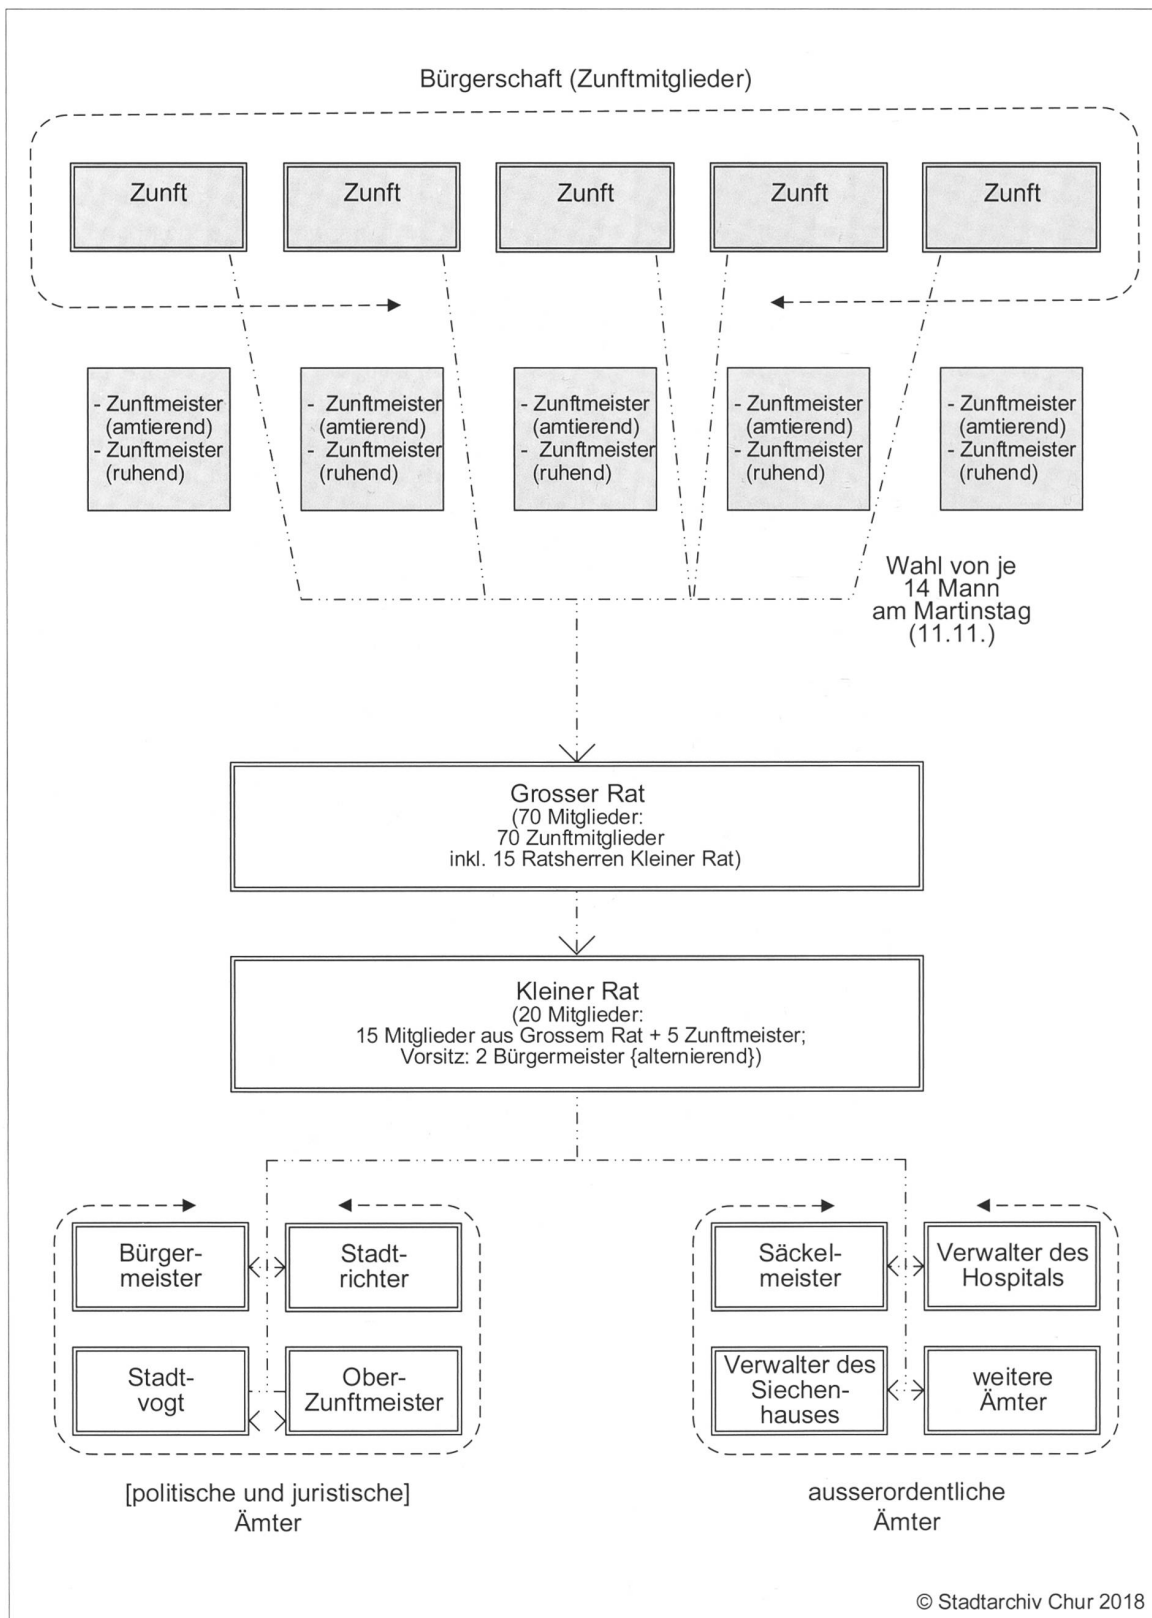 Bürgerschaft (Zunftmitglieder)
Zunft
Zunft
Zunft
Zunft
Zunft
- Zunftmeister
(amtierend)
- Zunftmeister
(ruhend)
- Zunftmeister
(amtierend)
- Zunftmeister
(ruhend)
- Zunftmeister
(amtierend)
- Zunftmeister
(ruhend)
- Zunftmeister
(amtierend)
- Zunftmeister
(ruhend)
- Zunftmeister
(amtierend)
- Zunftmeister
(ruhend)
Wahl von je
14 Mann
am Martinstag
(11.11.)
Grosser Rat
(70 Mitglieder:
70 Zunftmitglieder
inkl. 15 Ratsherren Kleiner Rat)
Kleiner Rat
(20 Mitglieder:
15 Mitglieder aus Grossem Rat + 5 Zunftmeister;
Vorsitz: 2 Bürgermeister {alternierend})
Bürger-
meister
Stadt-
richter
Stadt-
vogt
Ober-
Zunftmeister
[politische und juristische]
Ämter
Säckel-
meister
Verwalter des
Hospitals
Verwalter des
Siechen-
hauses
weitere
Ämter
ausserordentliche
Ämter
© Stadtarchiv Chur 2018